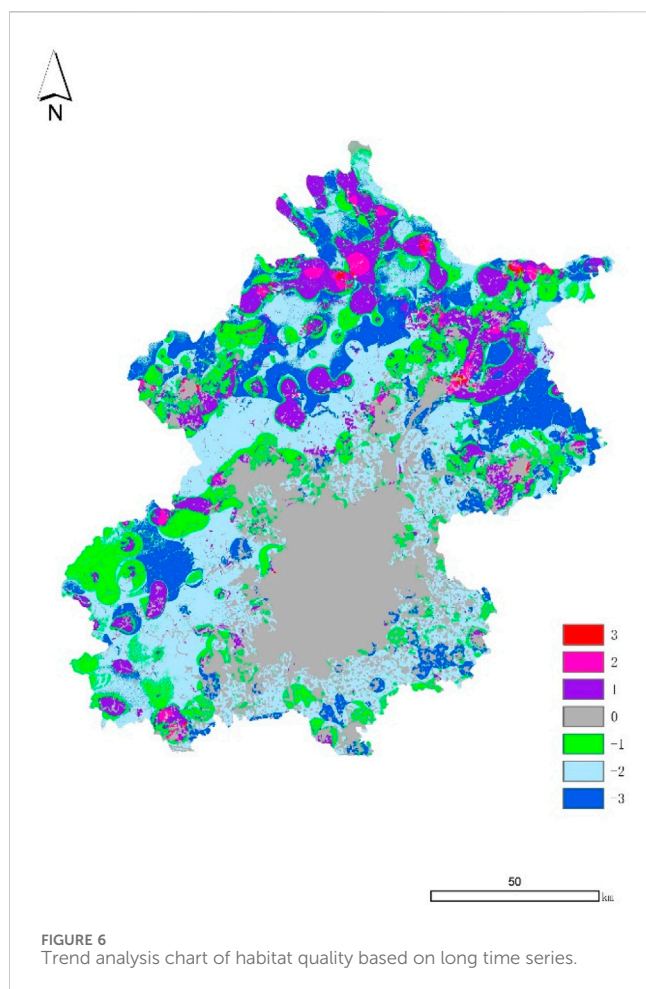 N
3
2
1
0
-1
-2
-3
50
km
FIGURE 6
Trend analysis chart of habitat quality based on long time series.